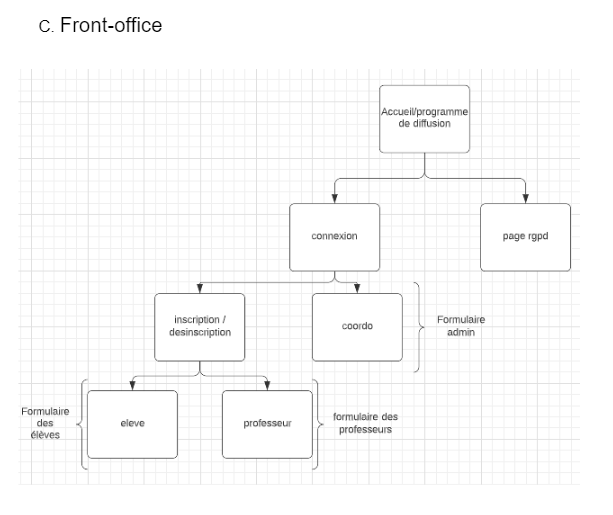 C. Front-office
Accueil/programme
de diffusion
connexion
page rgpd
inscription /
desinscription
coordo
Formulaire
admin
Formulaire
des
élèves
eleve
professeur
formulaire des
professeurs